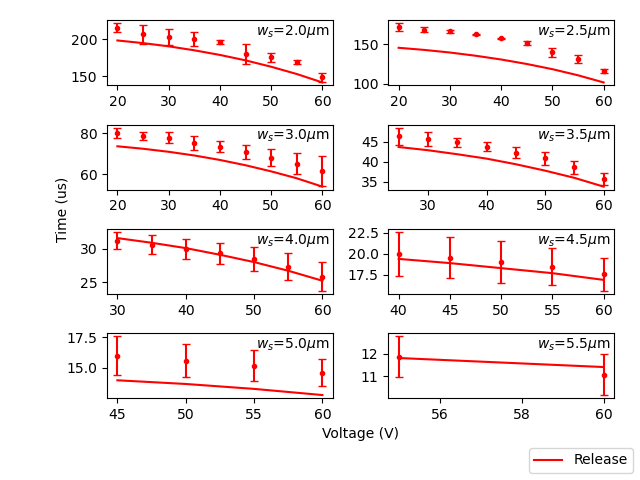 w_s=2.0μm
200
150
20 30 40 50 60
w_s=2.5μm
150
100
20 30 40 50 60
w_s=3.0μm
80
60
20 30 40 50 60
w_s=3.5μm
45
40
35
30 40 50 60
Time (us)
w_s=4.0μm
30
25
30 35 40 45 50 55 60
w_s=4.5μm
22.5
20.0
17.5
40 45 50 55 60
w_s=5.0μm
17.5
15.0
45 50 55 60
w_s=5.5μm
12
11
56 58 60
Voltage (V)
Release